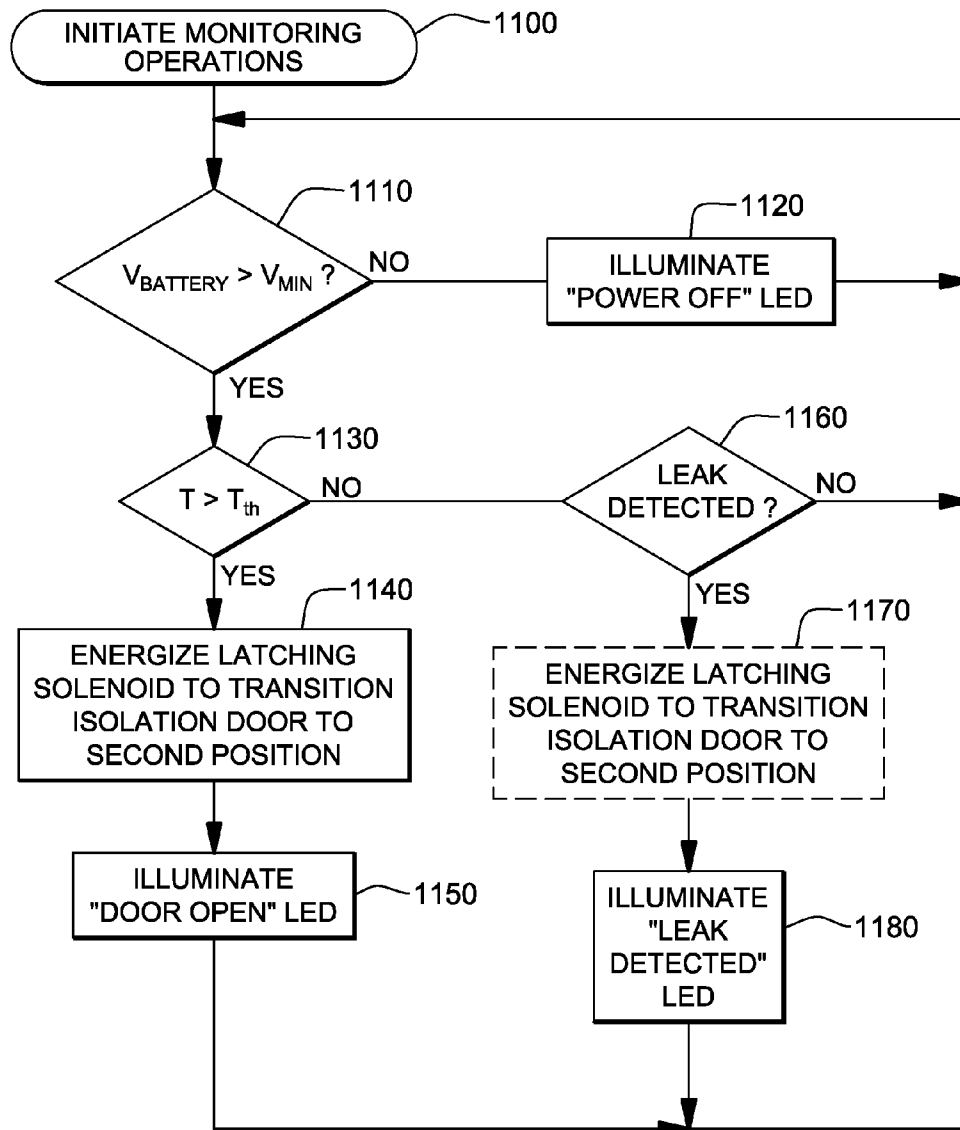 INITIATE MONITORING
OPERATIONS
1100
1110
V_BATTERY > V_MIN ?
NO
YES
1120
ILLUMINATE
"POWER OFF" LED
1130
T > T_th
NO
YES
1160
LEAK
DETECTED ?
NO
YES
1140
ENERGIZE LATCHING
SOLENOID TO TRANSITION
ISOLATION DOOR TO
SECOND POSITION
1170
ENERGIZE LATCHING
SOLENOID TO TRANSITION
ISOLATION DOOR TO
SECOND POSITION
ILLUMINATE
"DOOR OPEN" LED
1150
ILLUMINATE
"LEAK
DETECTED"
LED
1180